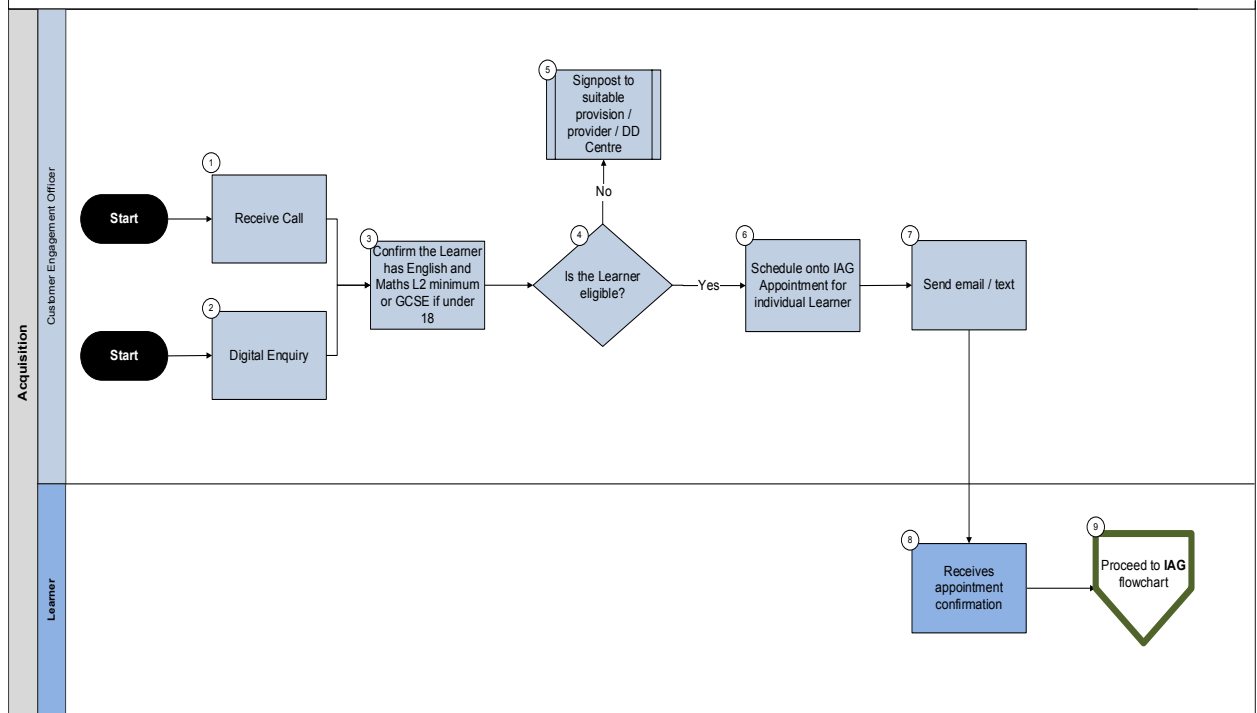 Acquisition
Customer Engagement Officer
Start
1
Receive Call
Start
2
Digital Enquiry
3
Confirm the Learner
has English and
Maths L2 minimum
or GCSE if under
18
4
Is the Learner
eligible?
No
5
Signpost to
suitable
provision /
provider / DD
Centre
Yes
6
Schedule onto IAG
Appointment for
individual Learner
7
Send email / text
Learner
8
Receives
appointment
confirmation
9
Proceed to IAG
flowchart